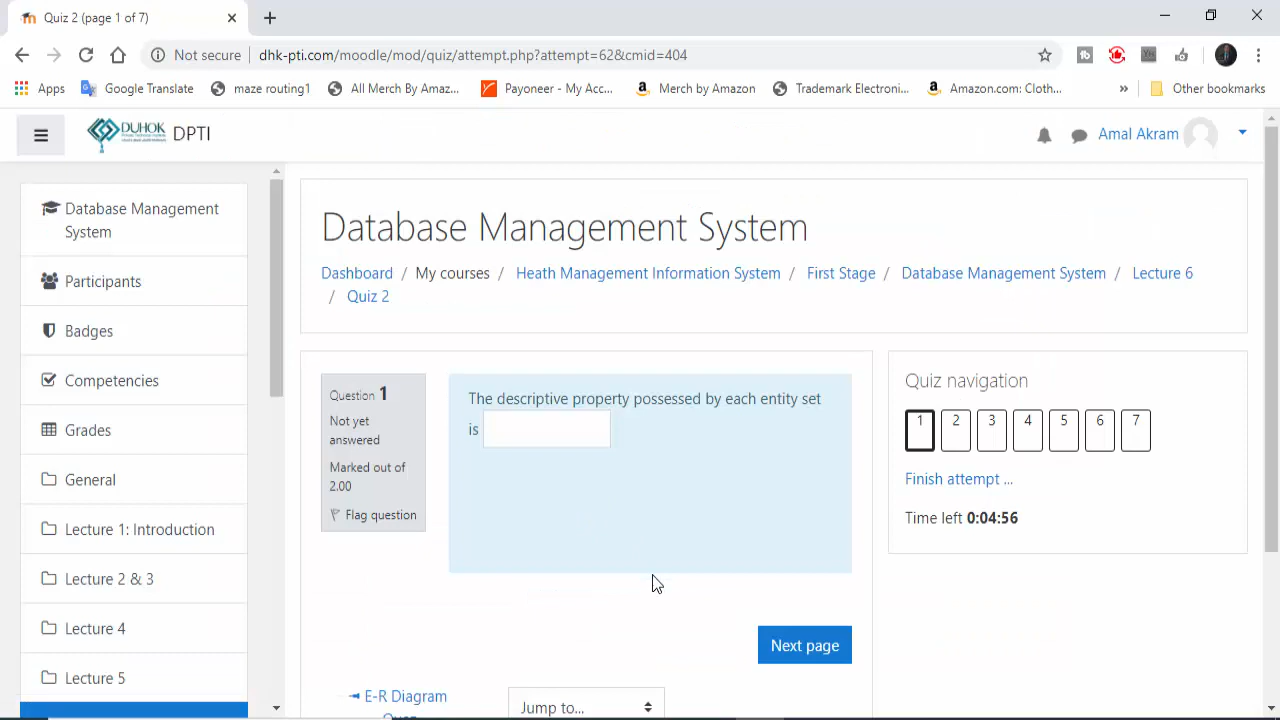 Quiz 2 (page 1 of 7)
Not secure
dhk-pti.com/moodle/mod/quiz/attempt.php?attempt=62&cmid=404
Apps
Google Translate
maze routing1
All Merch By Amaz...
Payoneer - My Acc...
Merch by Amazon
Trademark Electroni...
Amazon.com: Cloth...
»
Other bookmarks
DUHOK
DPTI
Amal Akram
Database Management
System
Participants
Badges
Competencies
Grades
General
Lecture 1: Introduction
Lecture 2 & 3
Lecture 4
Lecture 5
Database Management System
Dashboard / My courses / Heath Management Information System / First Stage / Database Management System / Lecture 6
/ Quiz 2
Question 1
Not yet
answered
Marked out of
2.00
Flag question
The descriptive property possessed by each entity set
is
Next page
E-R Diagram
Jump to...
Quiz navigation
1 2 3 4 5 6 7
Finish attempt ...
Time left 0:04:56